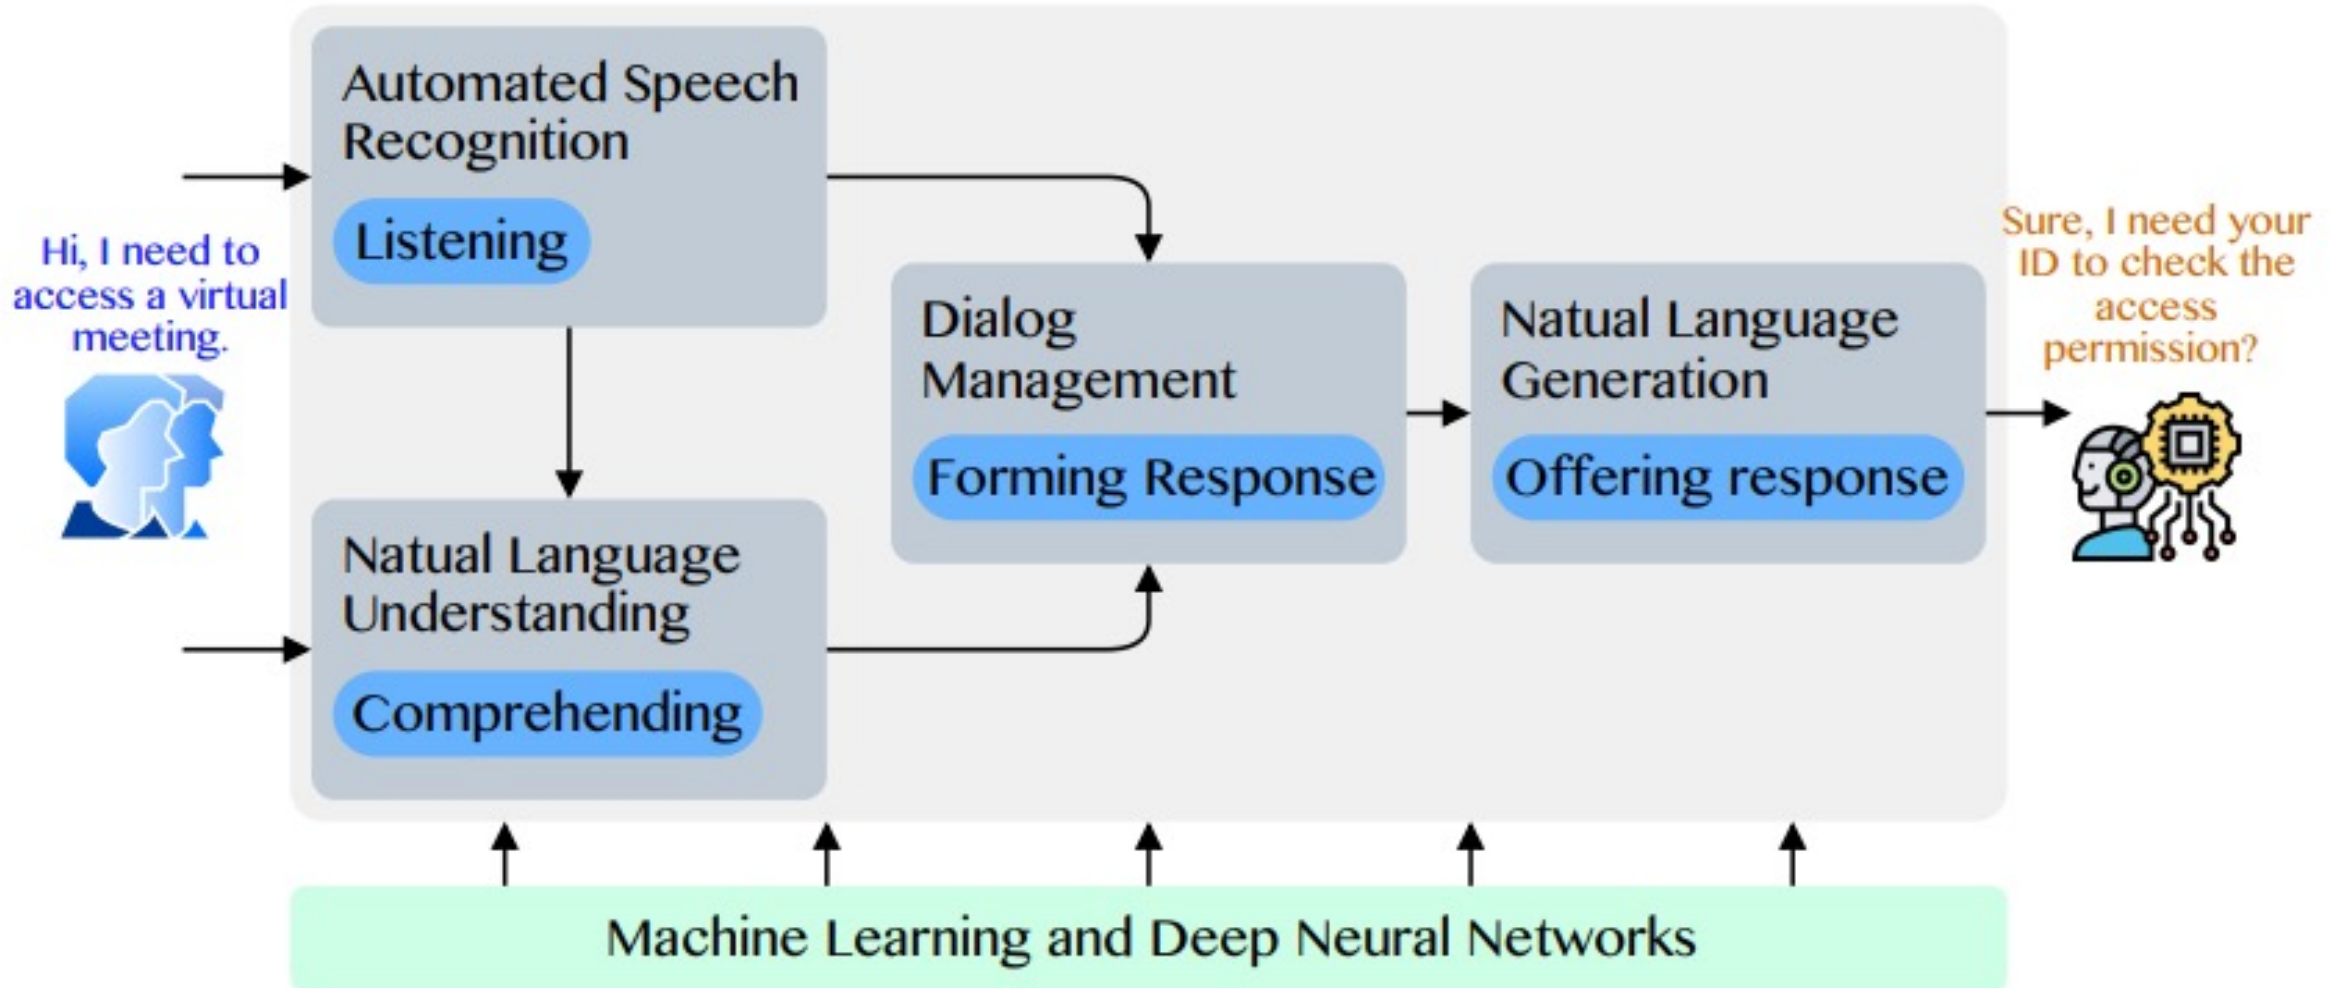 Hi, I need to
access a virtual
meeting.
Automated Speech
Recognition
Listening
Natual Language
Understanding
Comprehending
Dialog
Management
Forming Response
Natual Language
Generation
Offering response
Sure, I need your
ID to check the
access
permission?
Machine Learning and Deep Neural Networks